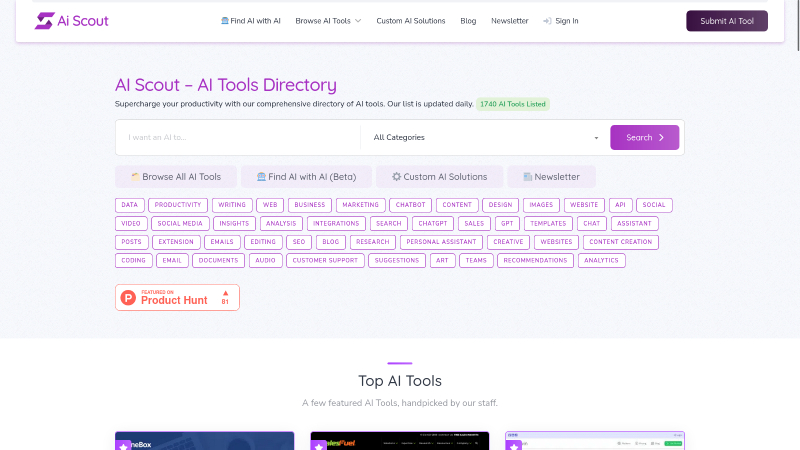 Ai Scout
Find AI with AI
Browse AI Tools
Custom AI Solutions
Blog
Newsletter
Sign In
Submit AI Tool
AI Scout – AI Tools Directory
Supercharge your productivity with our comprehensive directory of AI tools. Our list is updated daily. 1740 AI Tools Listed
I want an AI to...
All Categories
Search
Browse All AI Tools
Find AI with AI (Beta)
Custom AI Solutions
Newsletter
DATA PRODUCTIVITY WRITING WEB BUSINESS MARKETING CHATBOT CONTENT DESIGN IMAGES WEBSITE API SOCIAL
VIDEO SOCIAL MEDIA INSIGHTS ANALYSIS INTEGRATIONS SEARCH CHATGPT SALES GPT TEMPLATES CHAT ASSISTANT
POSTS EXTENSION EMAILS EDITING SEO BLOG RESEARCH PERSONAL ASSISTANT CREATIVE WEBSITES CONTENT CREATION
CODING EMAIL DOCUMENTS AUDIO CUSTOMER SUPPORT SUGGESTIONS ART TEAMS RECOMMENDATIONS ANALYTICS
P
FEATURED ON
Product Hunt
81
Top AI Tools
A few featured AI Tools, handpicked by our staff.
neBox
alesFuel